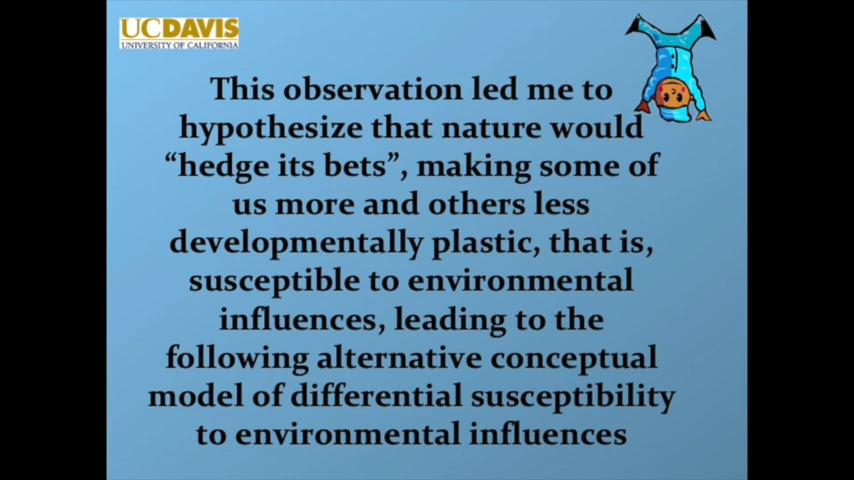 UCDAVIS
UNIVERSITY OF CALIFORNIA
This observation led me to
hypothesize that nature would
“hedge its bets”, making some of
us more and others less
developmentally plastic, that is,
susceptible to environmental
influences, leading to the
following alternative conceptual
model of differential susceptibility
to environmental influences